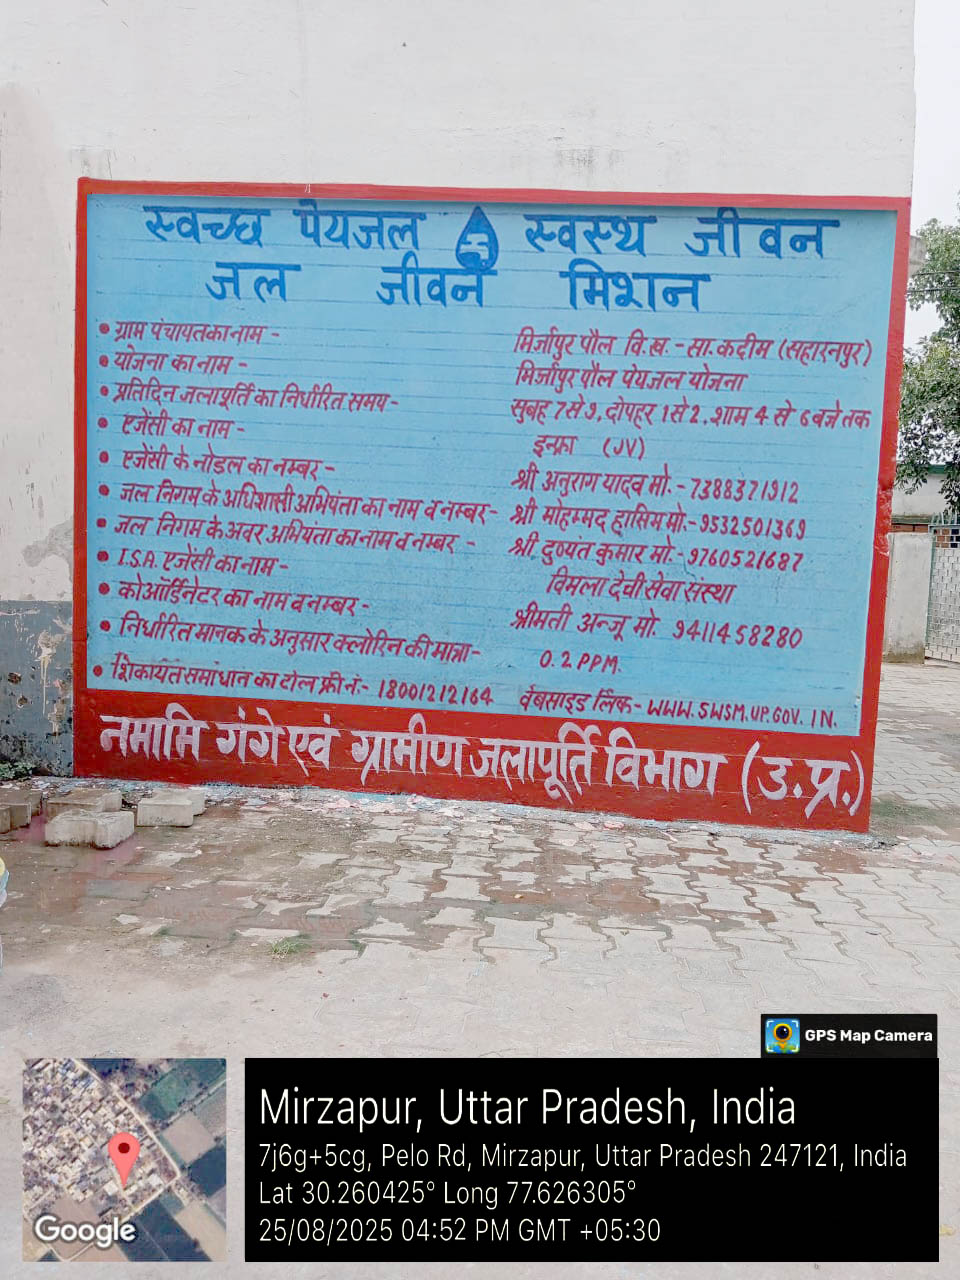 स्वच्छ पेयजल स्वस्थ जीवन
जल जीवन मिशन
• ग्राम पंचायत का नाम - मिर्जापुर पौल वि.ख. - सा. कदीम (सहारनपुर)
• योजना का नाम - मिर्जापुर पौल पेयजल योजना
• प्रतिदिन जलापूर्ति का निर्धारित समय - सुबह 7 से 9, दोपहर 1 से 2, शाम 4 से 6 बजे तक
• एजेंसी का नाम - इन्फ्रा (JV)
• एजेंसी के नोडल का नम्बर - श्री अनुराग यादव मो. - 7388371912
• जल निगम के अधिशासी अभियंता का नाम व नम्बर - श्री मोहम्मद हासिम मो. - 9532501369
• जल निगम के अवर अभियंता का नाम व नम्बर - श्री दुष्यंत कुमार मो. - 9760521687
• I.S.A. एजेंसी का नाम - विमला देवी सेवा संस्था
• कोऑर्डिनेटर का नाम व नम्बर - श्रीमती अन्जू मो. 9411458280
• निर्धारित मानक के अनुसार क्लोरिन की मात्रा - 0.2 PPM.
• शिकायत समाधान का टोल फ्री नं. - 18001212164 वेबसाइड लिंक - WWW.SWSM.UP.GOV.IN.
नमामि गंगे एवं ग्रामीण जलापूर्ति विभाग (उ.प्र.)
GPS Map Camera
Mirzapur, Uttar Pradesh, India
7j6g+5cg, Pelo Rd, Mirzapur, Uttar Pradesh 247121, India
Lat 30.260425° Long 77.626305°
25/08/2025 04:52 PM GMT +05:30
Google